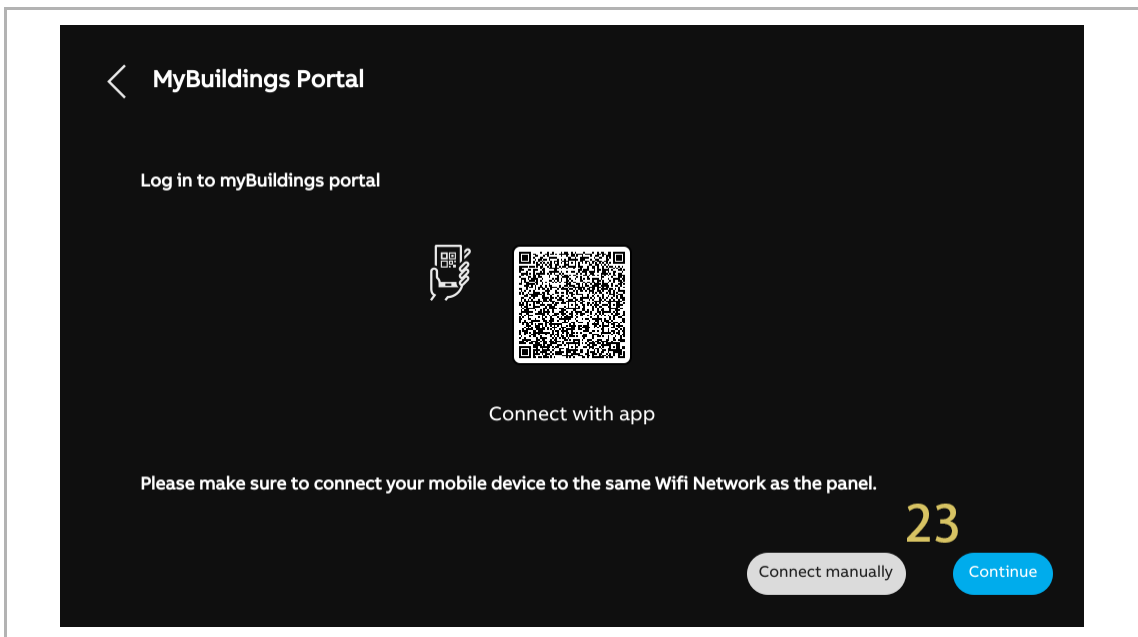 MyBuildings Portal
Log in to myBuildings portal
Connect with app
Please make sure to connect your mobile device to the same Wifi Network as the panel.
23
Connect manually
Continue